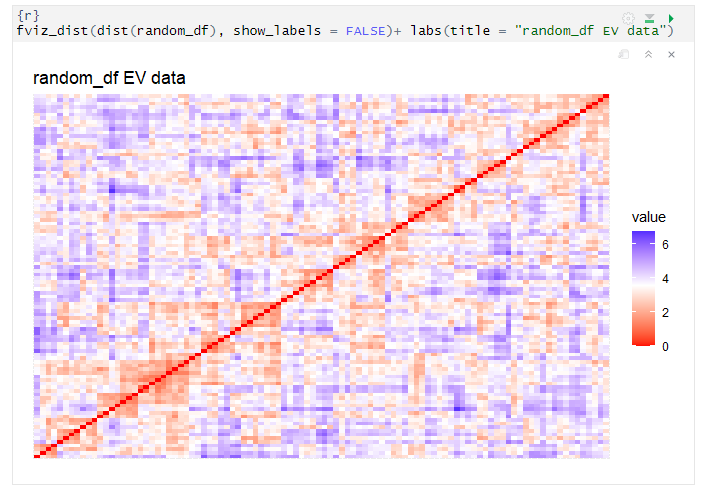 {r}
fviz_dist(dist(random_df), show_labels = FALSE)+ labs(title = "random_df EV data")
random_df EV data
value
6
4
2
0